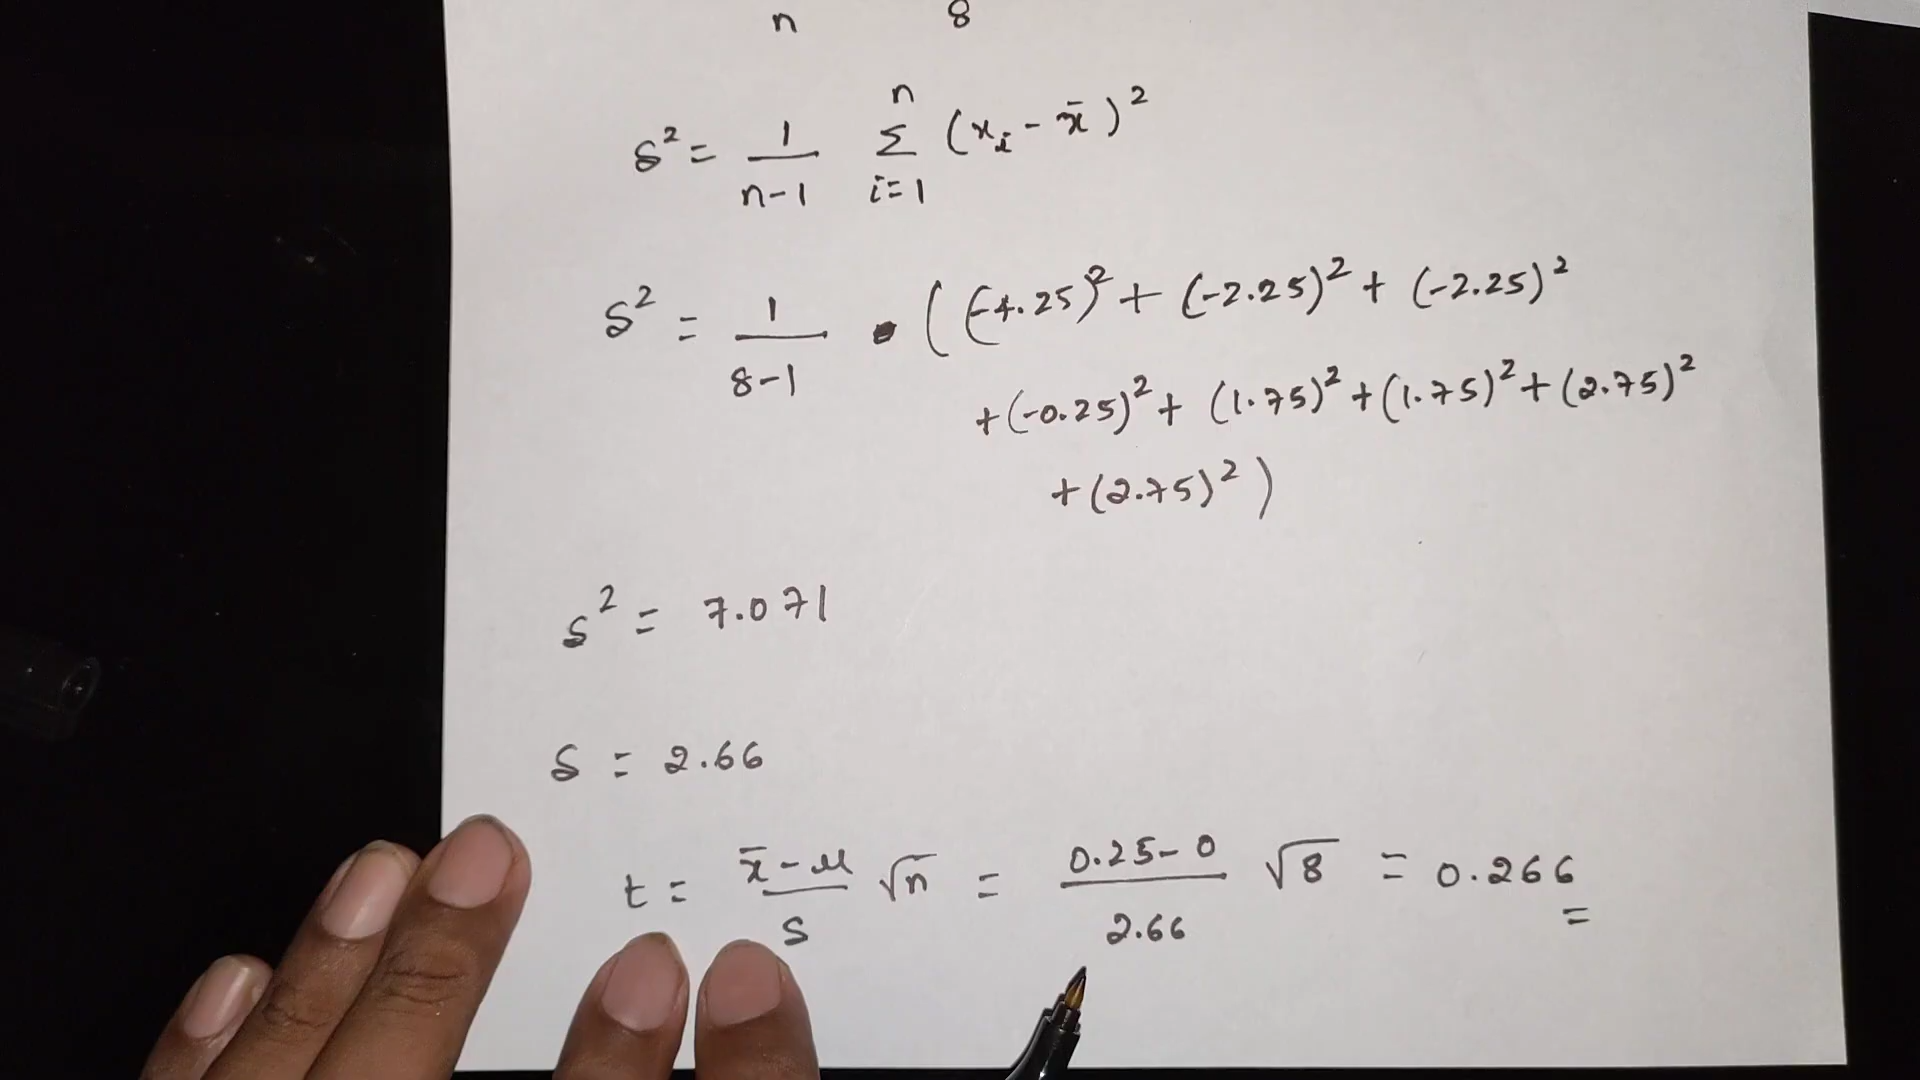 n 8
s² = 1/(n-1) Σ_{i=1}^{n} (xᵢ - x̄)²
s² = 1/(8-1) · ((-4.25)² + (-2.25)² + (-2.25)²
+ (-0.25)² + (1.75)² + (1.75)² + (2.75)²
+ (2.75)²)
s² = 7.071
s = 2.66
t = (x̄ - μ)/s √n = (0.25 - 0)/2.66 √8 = 0.266